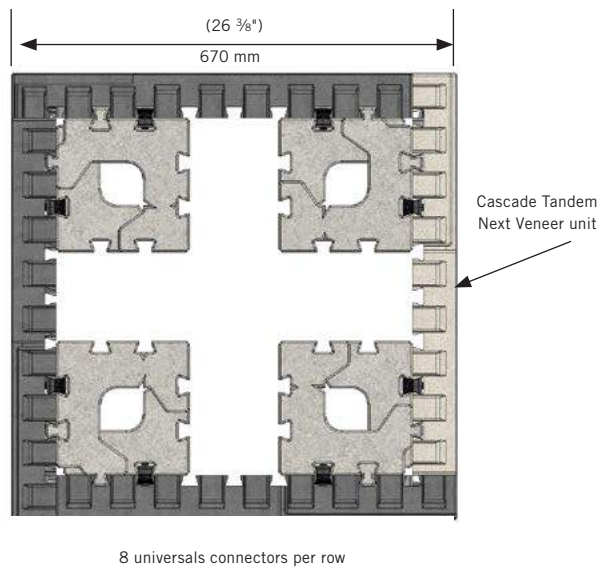 (26 ⅜")
670 mm
Cascade Tandem
Next Veneer unit
8 universals connectors per row